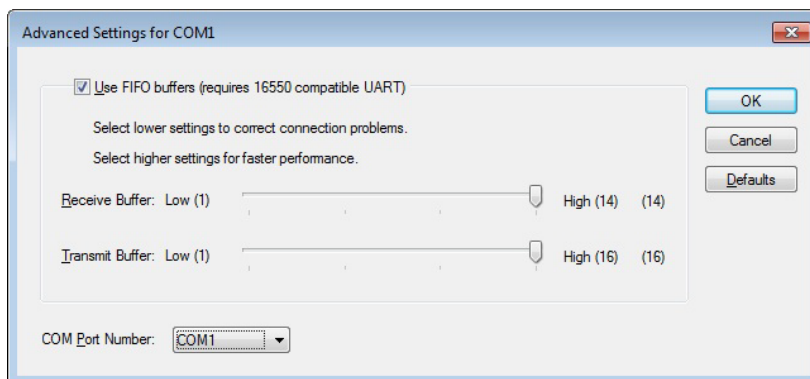 Advanced Settings for COM1
Use FIFO buffers (requires 16550 compatible UART)
OK
Select lower settings to correct connection problems.
Cancel
Select higher settings for faster performance.
Defaults
Receive Buffer: Low (1) High (14) (14)
Transmit Buffer: Low (1) High (16) (16)
COM Port Number: COM1